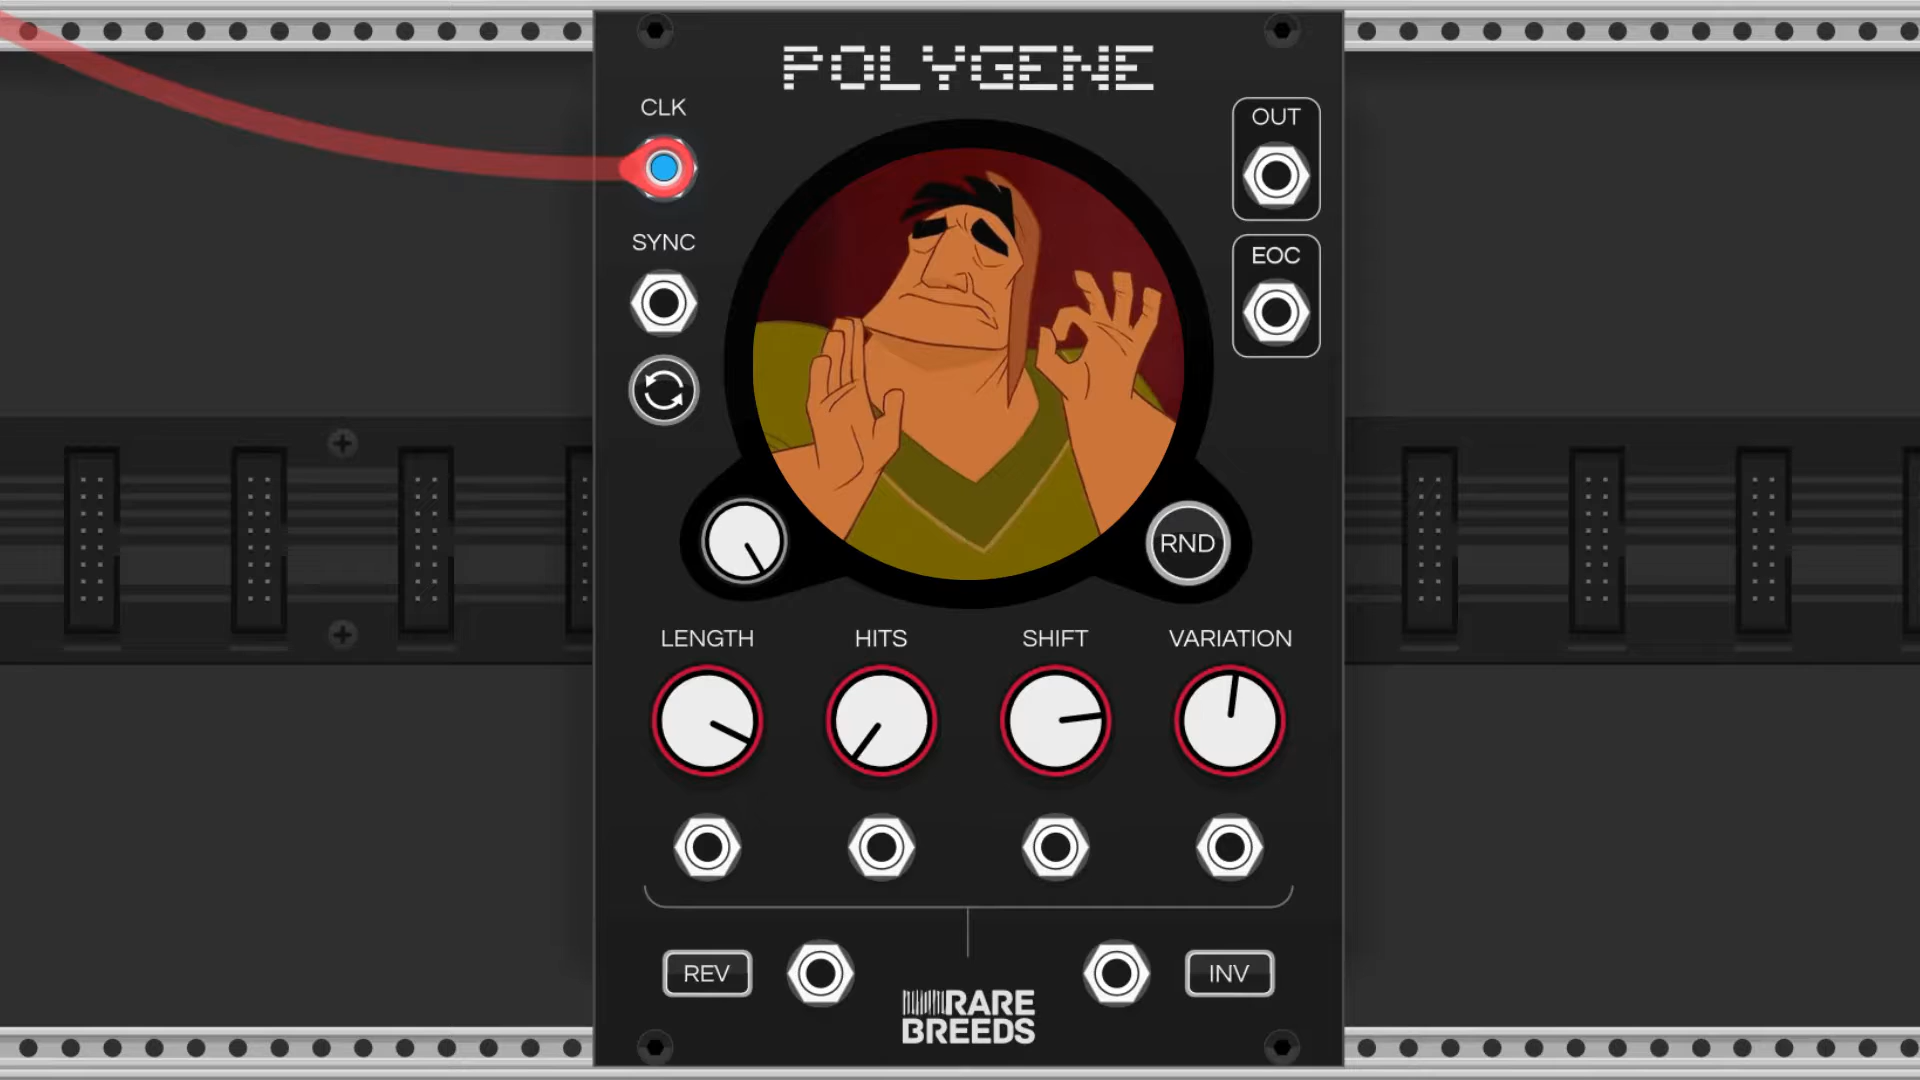 POLYGENE
CLK
OUT
SYNC
EOC
RND
LENGTH HITS SHIFT VARIATION
REV INV
RARE
BREEDS